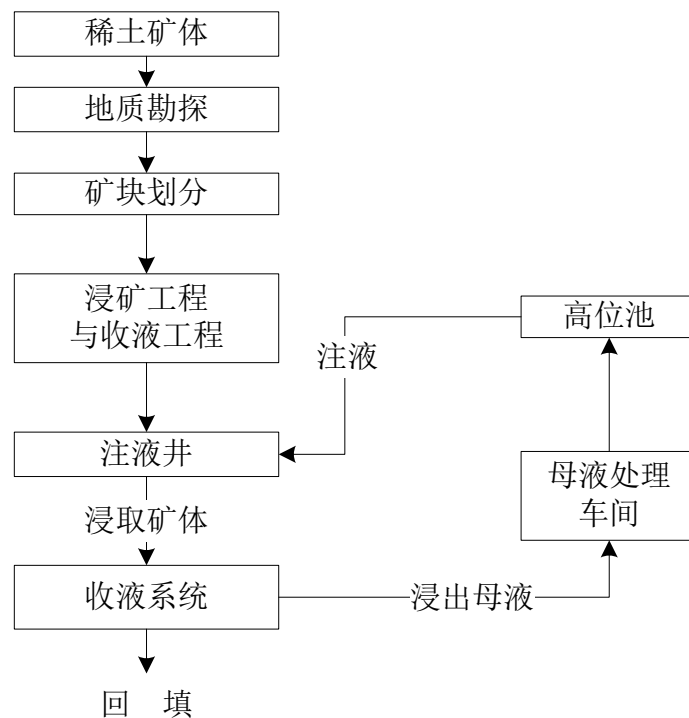 稀土矿体
地质勘探
矿块划分
浸矿工程
与收液工程
高位池
注液
注液井
母液处理
车间
浸取矿体
收液系统
浸出母液
回 填